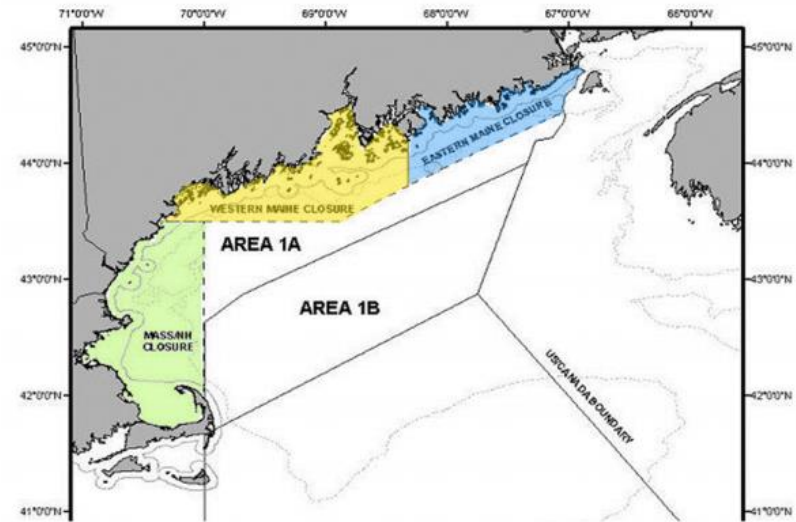 71°0'0"W 70°0'0"W 69°0'0"W 68°0'0"W 67°0'0"W 66°0'0"W
45°0'0"N 45°0'0"N
EASTERN MAINE CLOSURE
44°0'0"N 44°0'0"N
WESTERN MAINE CLOSURE
AREA 1A
43°0'0"N 43°0'0"N
AREA 1B
MASS/NH
CLOSURE
US/CANADA BOUNDARY
42°0'0"N 42°0'0"N
41°0'0"N 41°0'0"N